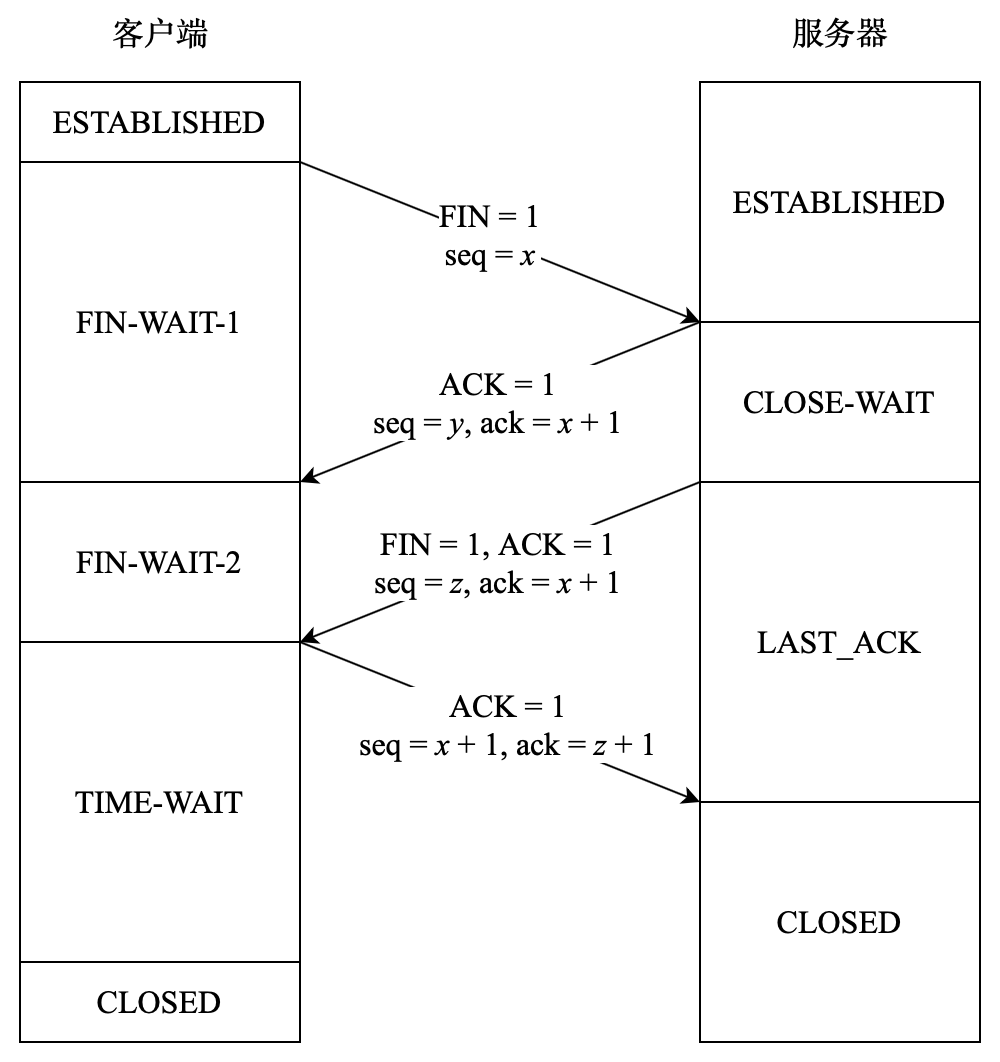 客户端
服务器
ESTABLISHED
ESTABLISHED
FIN = 1
seq = x
FIN-WAIT-1
ACK = 1
seq = y, ack = x + 1
CLOSE-WAIT
FIN-WAIT-2
FIN = 1, ACK = 1
seq = z, ack = x + 1
LAST_ACK
ACK = 1
seq = x + 1, ack = z + 1
TIME-WAIT
CLOSED
CLOSED